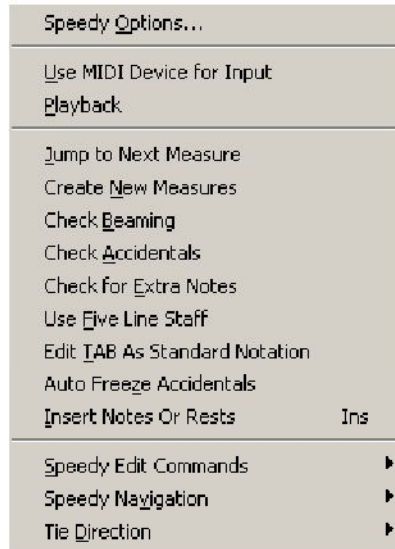 Speedy Options...
Use MIDI Device for Input
Playback
Jump to Next Measure
Create New Measures
Check Beaming
Check Accidentals
Check for Extra Notes
Use Five Line Staff
Edit TAB As Standard Notation
Auto Freeze Accidentals
Insert Notes Or Rests Ins
Speedy Edit Commands
Speedy Navigation
Tie Direction